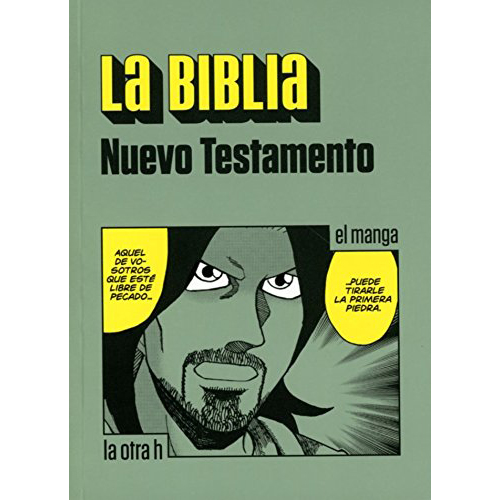 La BIBLIa
Nuevo Testamento
el manga
AQUEL
DE VO-
SOTROS
QUE ESTÉ
LIBRE DE
PECADO...
...PUEDE
TIRARLE
LA PRIMERA
PIEDRA.
la otra h